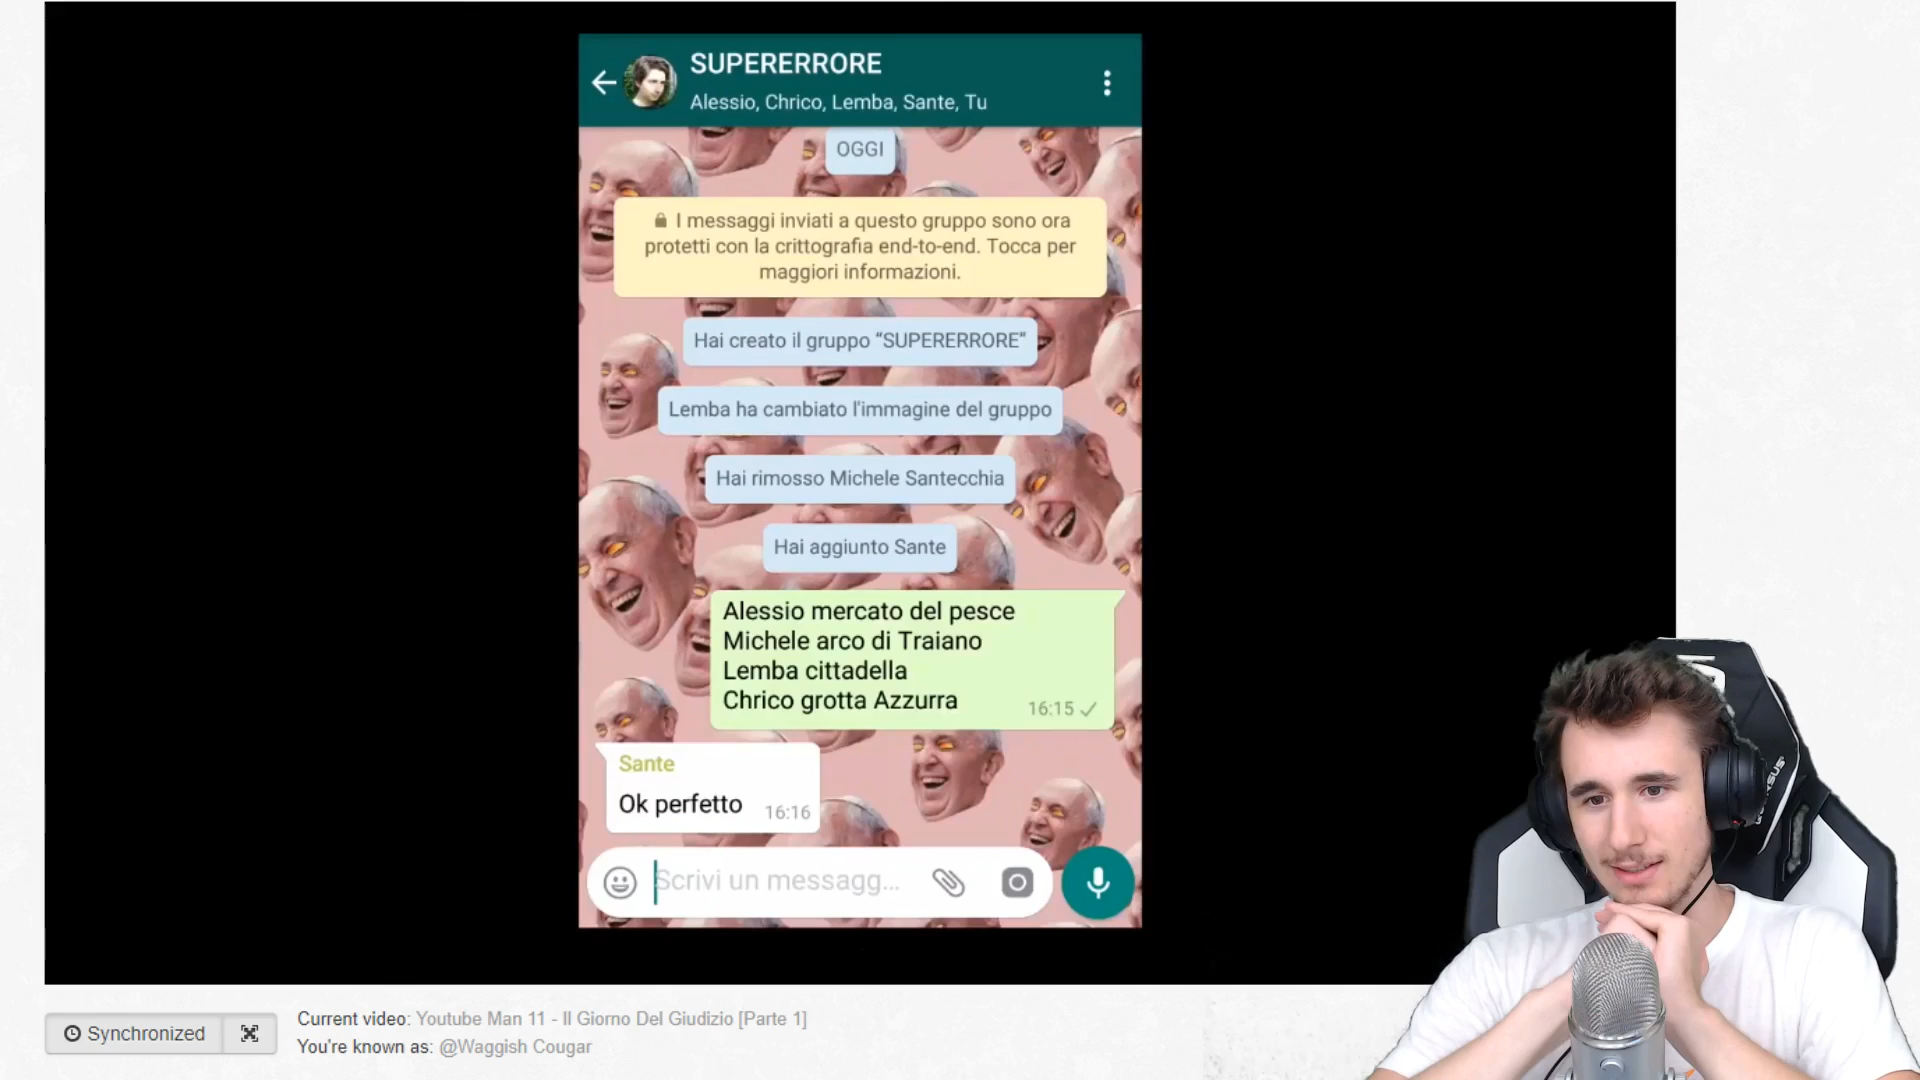 SUPERERRORE
Alessio, Chrico, Lemba, Sante, Tu
OGGI
I messaggi inviati a questo gruppo sono ora
protetti con la crittografia end-to-end. Tocca per
maggiori informazioni.
Hai creato il gruppo “SUPERERRORE”
Lemba ha cambiato l'immagine del gruppo
Hai rimosso Michele Santecchia
Hai aggiunto Sante
Alessio mercato del pesce
Michele arco di Traiano
Lemba cittadella
Chrico grotta Azzurra
16:15
Sante
Ok perfetto 16:16
Scrivi un messagg...
Synchronized
Current video: Youtube Man 11 - Il Giorno Del Giudizio [Parte 1]
You're known as: @Waggish Cougar